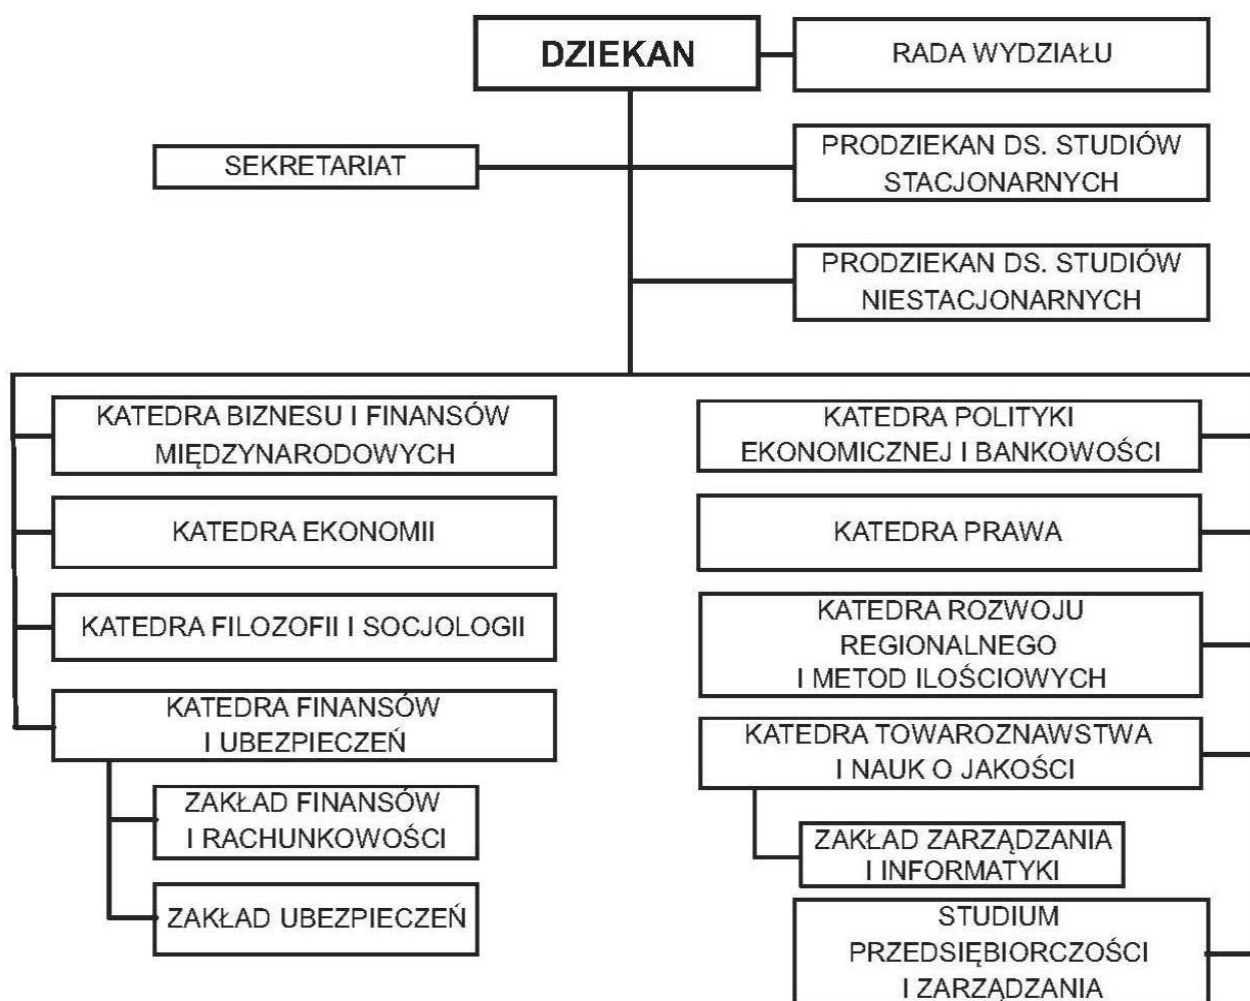 DZIEKAN
RADA WYDZIAŁU
SEKRETARIAT
PRODZIEKAN DS. STUDIÓW
STACJONARNYCH
PRODZIEKAN DS. STUDIÓW
NIESTACJONARNYCH
KATEDRA BIZNESU I FINANSÓW
MIĘDZYNARODOWYCH
KATEDRA EKONOMII
KATEDRA FILOZOFII I SOCJOLOGII
KATEDRA FINANSÓW
I UBEZPIECZEŃ
ZAKŁAD FINANSÓW
I RACHUNKOWOŚCI
ZAKŁAD UBEZPIECZEŃ
KATEDRA POLITYKI
EKONOMICZNEJ I BANKOWOŚCI
KATEDRA PRAWA
KATEDRA ROZWOJU
REGIONALNEGO
I METOD ILOŚCIOWYCH
KATEDRA TOWAROZNAWSTWA
I NAUK O JAKOŚCI
ZAKŁAD ZARZĄDZANIA
I INFORMATYKI
STUDIUM
PRZEDSIĘBIORCZOŚCI
I ZARZĄDZANIA